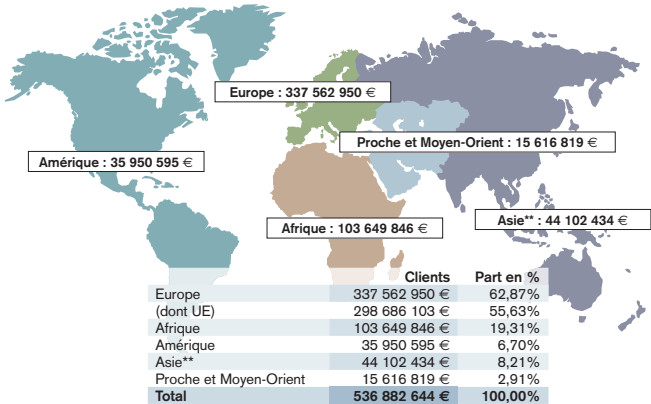 Europe : 337 562 950 €
Proche et Moyen-Orient : 15 616 819 €
Amérique : 35 950 595 €
Asie** : 44 102 434 €
Afrique : 103 649 846 €
Clients Part en %
Europe 337 562 950 € 62,87%
(dont UE) 298 686 103 € 55,63%
Afrique 103 649 846 € 19,31%
Amérique 35 950 595 € 6,70%
Asie** 44 102 434 € 8,21%
Proche et Moyen-Orient 15 616 819 € 2,91%
Total 536 882 644 € 100,00%